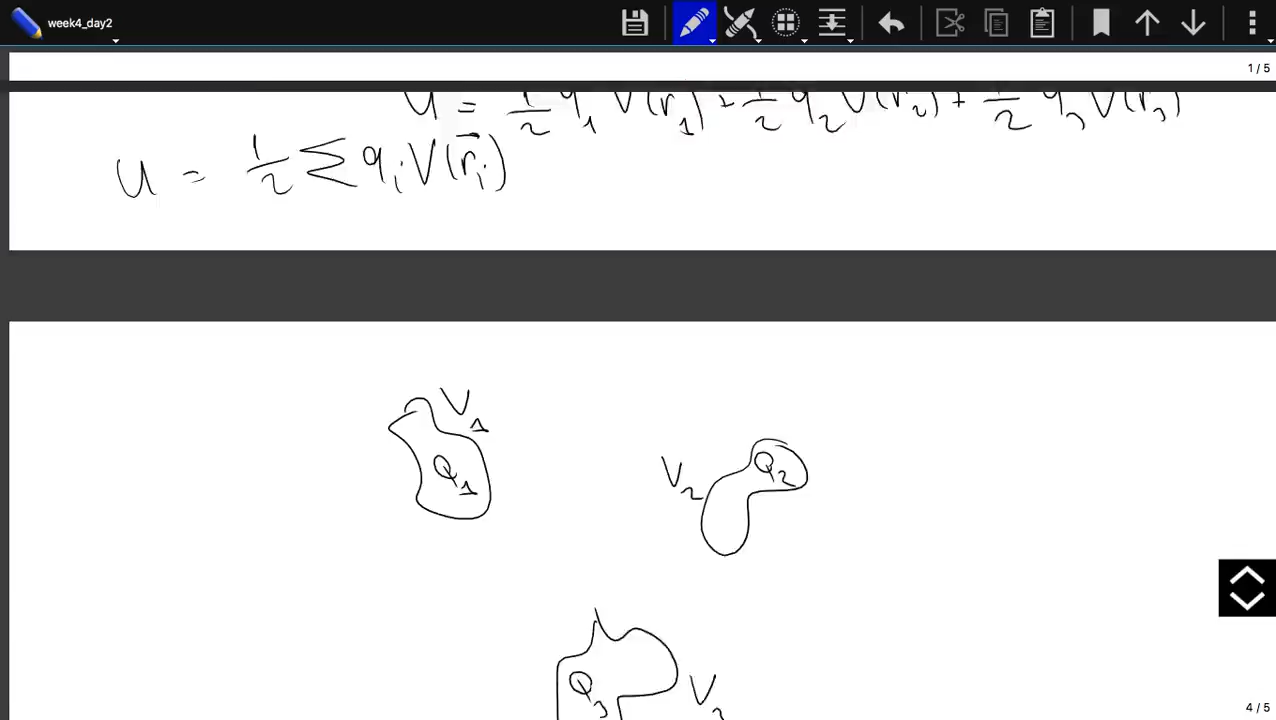 week4_day2
1 / 5
U = 1/2 q₁ V(r₁) + 1/2 q₂ V(r₂) + 1/2 q₃ V(r₃)
U = 1/2 Σ qᵢ V(r⃗ᵢ)
V₁
Q₁
Q₂
V₂
Q₃
V₃
4 / 5